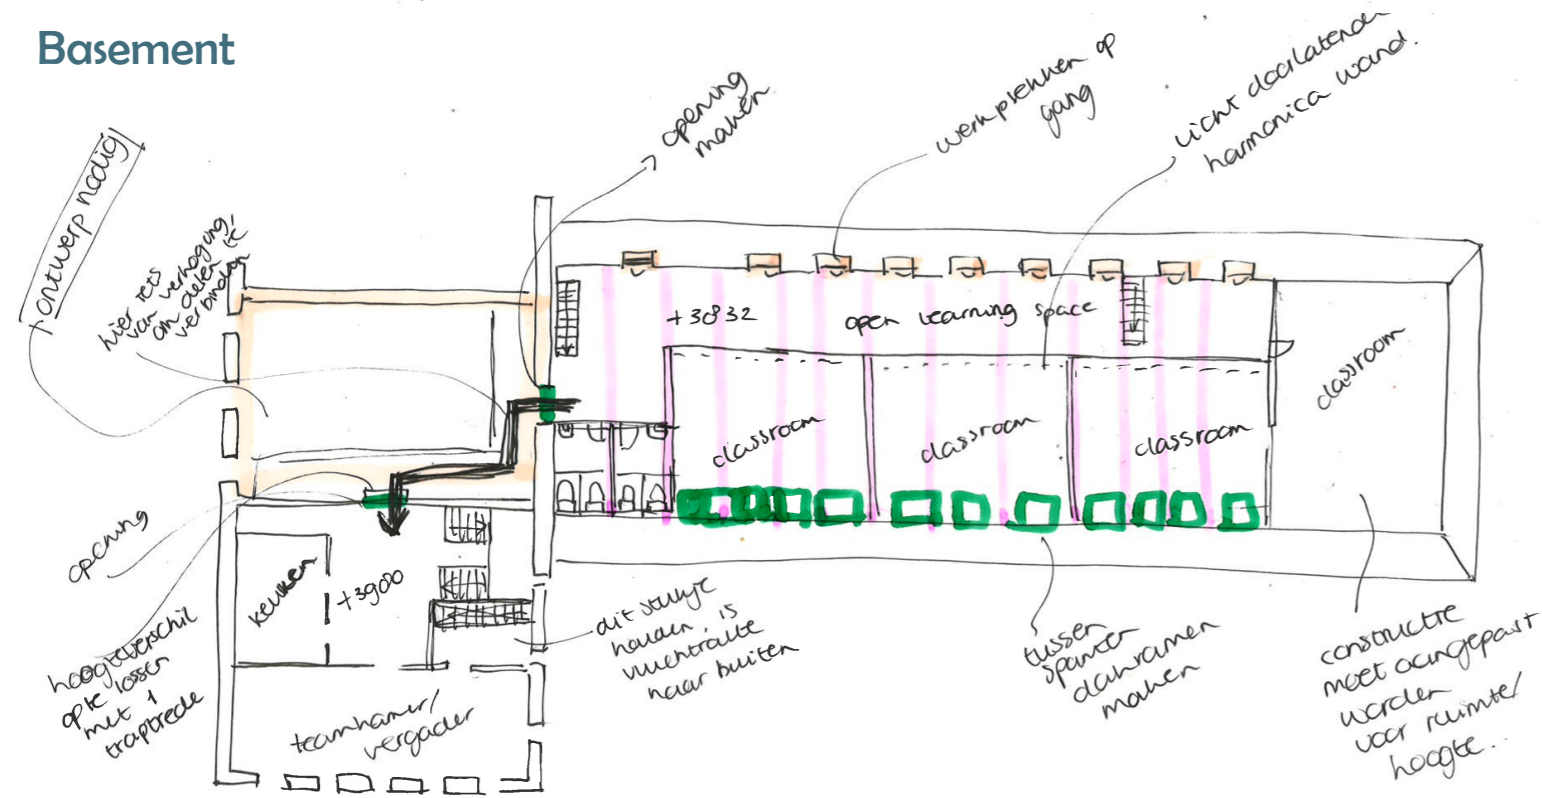 Basement
ontwerp nodig
hier iets
van verhoging,
om delen te
verbinden
opening
maken
werkplekken op
gang
licht doorlatende
harmonica wand.
+3832
open learning space
classroom
classroom
classroom
classroom
opening
keuken
+3900
hoogteverschil
op te lossen
met 1
traptrede
teamkamer/
vergader
dit stukje
houden, is
vluchtroute
naar buiten
tussen
spanten
dakramen
maken
constructie
moet aangepast
worden
voor ruimte/
hoogte..